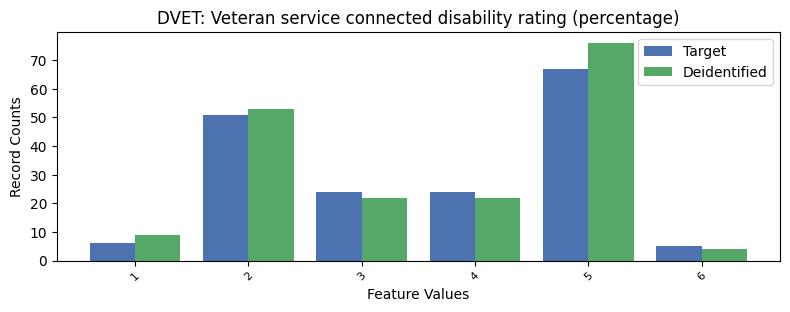 DVET: Veteran service connected disability rating (percentage)
Target
Deidentified
Record Counts
70
60
50
40
30
20
10
0
1 2 3 4 5 6
Feature Values